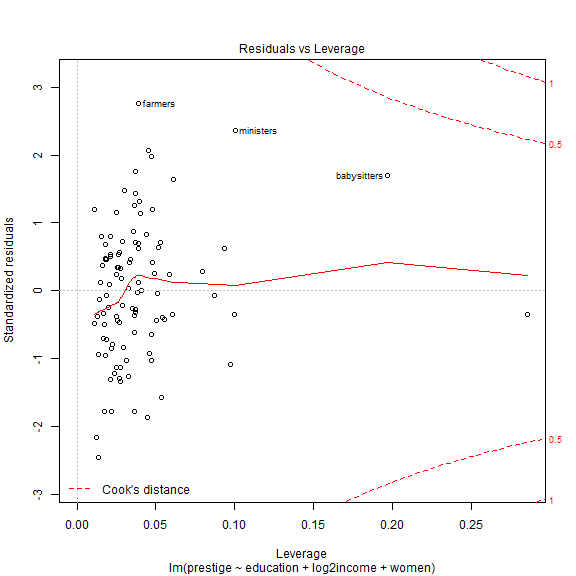 Residuals vs Leverage
Standardized residuals
3
2
1
0
-1
-2
-3
farmers
ministers
babysitters
1
0.5
0.5
1
Cook's distance
0.00
0.05
0.10
0.15
0.20
0.25
Leverage
lm(prestige ~ education + log2income + women)